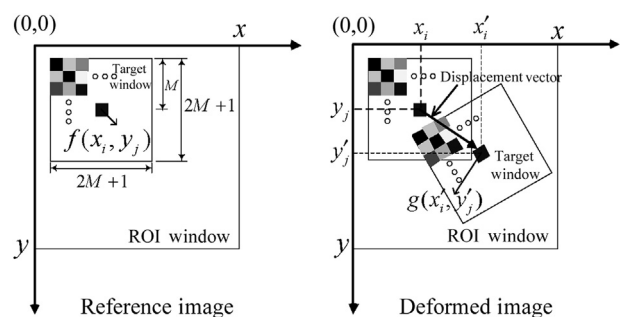 (0,0)
x
Target
window
M
2M+1
f(x_i, y_j)
2M+1
ROI window
y
Reference image
(0,0)
x_i
x′_i
x
Displacement vector
y_j
y′_j
Target
window
g(x′_i, y′_j)
ROI window
y
Deformed image